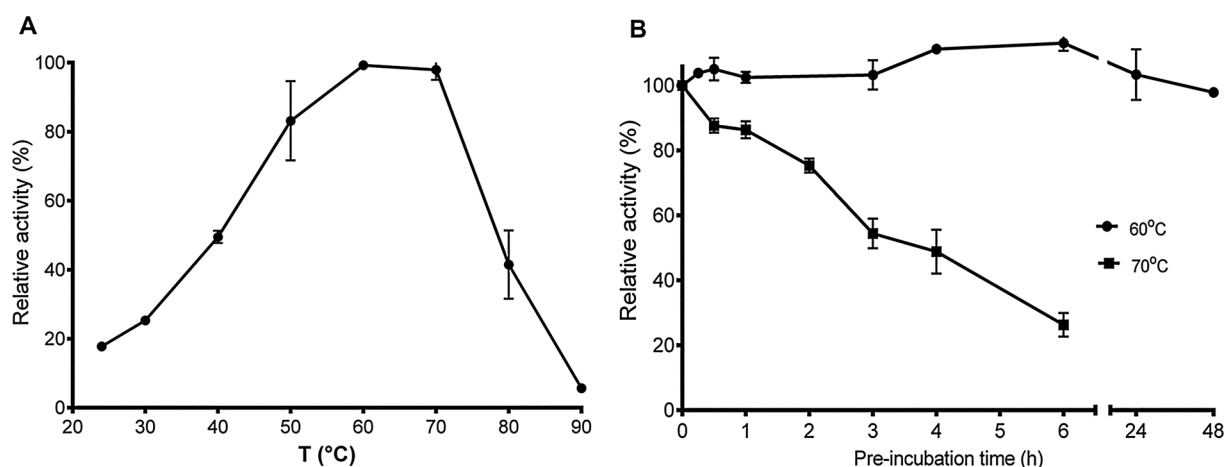 A
Relative activity (%)
100
80
60
40
20
0
20 30 40 50 60 70 80 90
T (°C)
B
Relative activity (%)
100
80
60
40
20
0
0 1 2 3 4 6 24 48
Pre-incubation time (h)
60°C
70°C